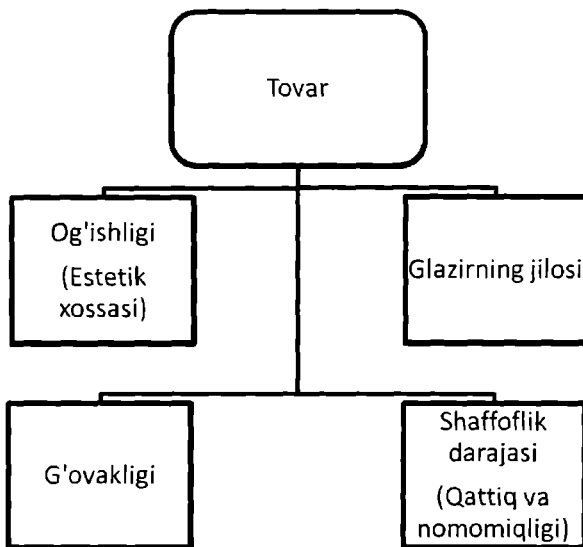 Tovar
Og'ishligi
(Estetik
xossasi)
Glazirning jilosi
G'ovakligi
Shaffoflik
darajasi
(Qattiq va
nomomiqligi)